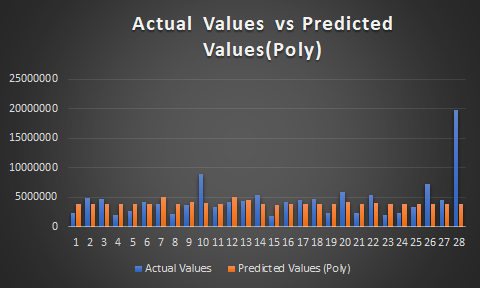 Actual Values vs Predicted
Values(Poly)
25000000
20000000
15000000
10000000
5000000
0
1 2 3 4 5 6 7 8 9 10 11 12 13 14 15 16 17 18 19 20 21 22 23 24 25 26 27 28
Actual Values Predicted Values (Poly)